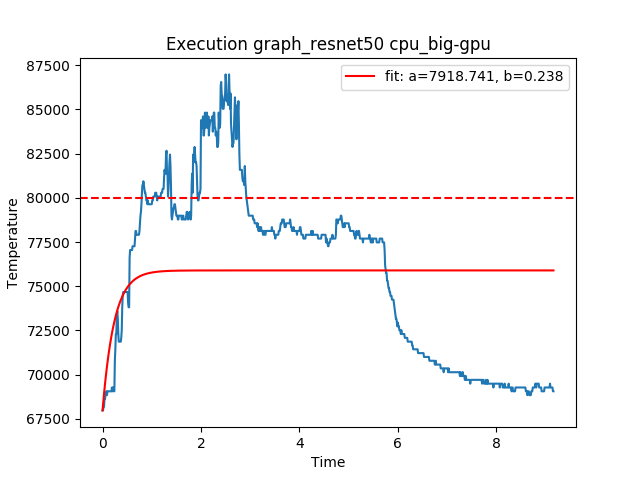 Execution graph_resnet50 cpu_big-gpu
fit: a=7918.741, b=0.238
87500
85000
82500
80000
77500
75000
72500
70000
67500
Temperature
0 2 4 6 8
Time